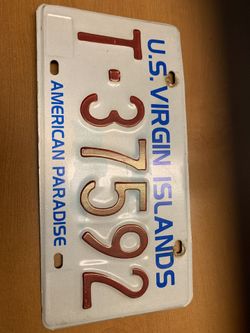 U.S. VIRGIN ISLANDS
T·37592
AMERICAN PARADISE